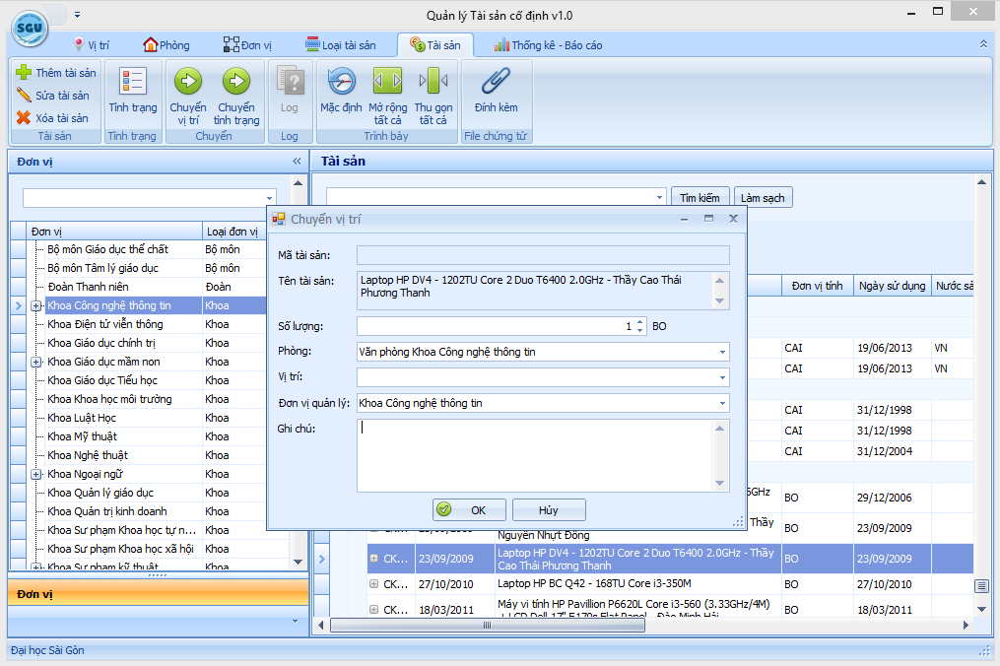 Quản lý Tài sản cố định v1.0
SGU
Vị trí
Phòng
Đơn vị
Loại tài sản
Tài sản
Thống kê - Báo cáo
Thêm tài sản
Sửa tài sản
Xóa tài sản
Tài sản
Tình trạng
Tình trạng
Chuyển vị trí
Chuyển tình trạng
Chuyển
Log
Log
Mặc định
Mở rộng tất cả
Thu gọn tất cả
Trình bày
Đính kèm
File chứng từ
Đơn vị
Tài sản
Tìm kiếm
Làm sạch
Đơn vị Loại đơn vị
Bộ môn Giáo dục thể chất Bộ môn
Bộ môn Tâm lý giáo dục Bộ môn
Đoàn Thanh niên Đoàn
Khoa Công nghệ thông tin Khoa
Khoa Điện tử viễn thông Khoa
Khoa Giáo dục chính trị Khoa
Khoa Giáo dục mầm non Khoa
Khoa Giáo dục Tiểu học Khoa
Khoa Khoa học môi trường Khoa
Khoa Luật Học Khoa
Khoa Mỹ thuật Khoa
Khoa Nghệ thuật Khoa
Khoa Ngoại ngữ Khoa
Khoa Quản lý giáo dục Khoa
Khoa Quản trị kinh doanh Khoa
Khoa Sư phạm Khoa học tự n... Khoa
Khoa Sư phạm Khoa học xã hội Khoa
Khoa Sư phạm kỹ thuật Khoa
Đơn vị
Đại học Sài Gòn
Chuyển vị trí
Mã tài sản:
Tên tài sản: Laptop HP DV4 - 1202TU Core 2 Duo T6400 2.0GHz - Thầy Cao Thái
Phương Thanh
Số lượng: 1 BO
Phòng: Văn phòng Khoa Công nghệ thông tin
Vị trí:
Đơn vị quản lý: Khoa Công nghệ thông tin
Ghi chú:
OK
Hủy
Đơn vị tính Ngày sử dụng Nước sả
CAI 19/06/2013 VN
CAI 19/06/2013 VN
CAI 31/12/1998
CAI 31/12/1998
CAI 31/12/2004
6GHz
BO 29/12/2006
Thầy
Nguyễn Nhựt Đông
BO 23/09/2009
CK... 23/09/2009 Laptop HP DV4 - 1202TU Core 2 Duo T6400 2.0GHz - Thầy
Cao Thái Phương Thanh
BO 23/09/2009
CK... 27/10/2010 Laptop HP BC Q42 - 168TU Core i3-350M BO 27/10/2010
CK... 18/03/2011 Máy vi tính HP Pavillion P6620L Core i3-560 (3.33GHz/4M)
+ LCD Dell 17" E170s Flat Panel - Đào Minh Hải
BO 18/03/2011